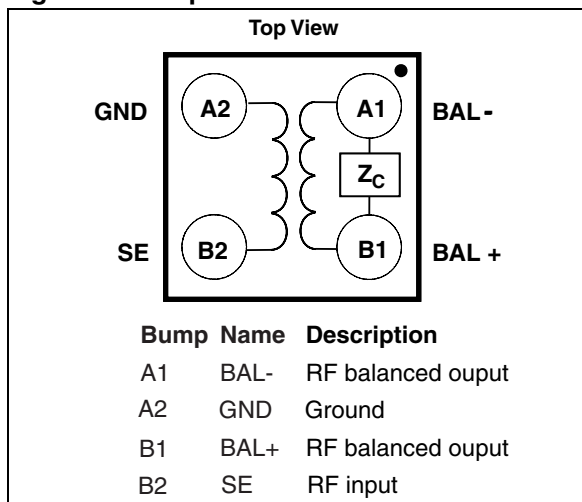 Top View
GND A2 A1 BAL-
Z_C
SE B2 B1 BAL +
Bump Name Description
A1 BAL- RF balanced ouput
A2 GND Ground
B1 BAL+ RF balanced ouput
B2 SE RF input